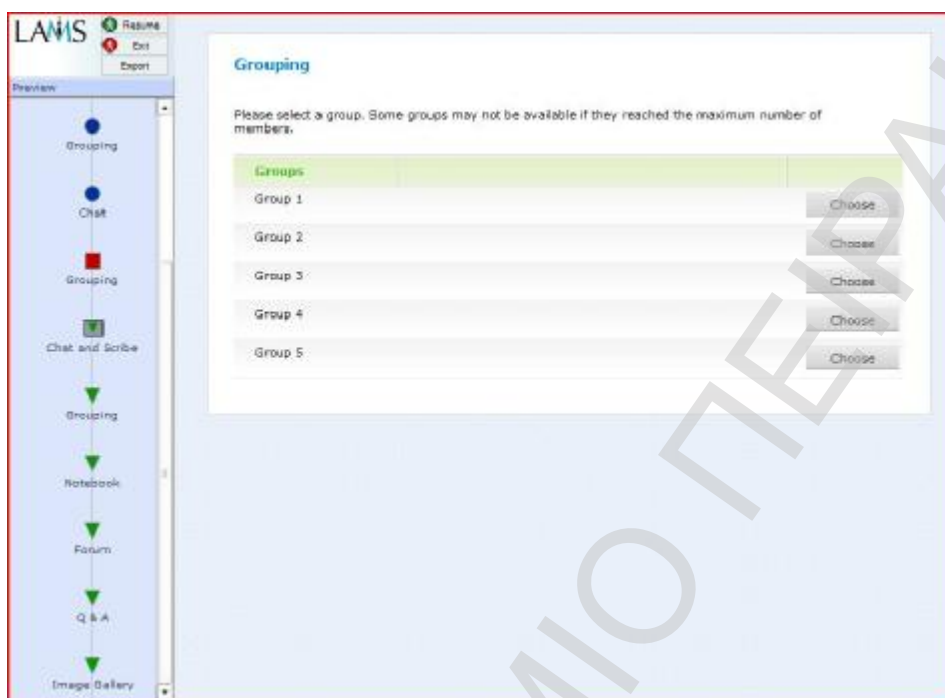 LAMS
Resume
Exit
Export
Preview
Grouping
Chat
Grouping
Chat and Scribe
Grouping
Notebook
Forum
Q & A
Image Gallery
Grouping
Please select a group. Some groups may not be available if they reached the maximum number of
members.
Groups
Group 1 Choose
Group 2 Choose
Group 3 Choose
Group 4 Choose
Group 5 Choose
ΜΙΟ ΠΕΙΡΑ